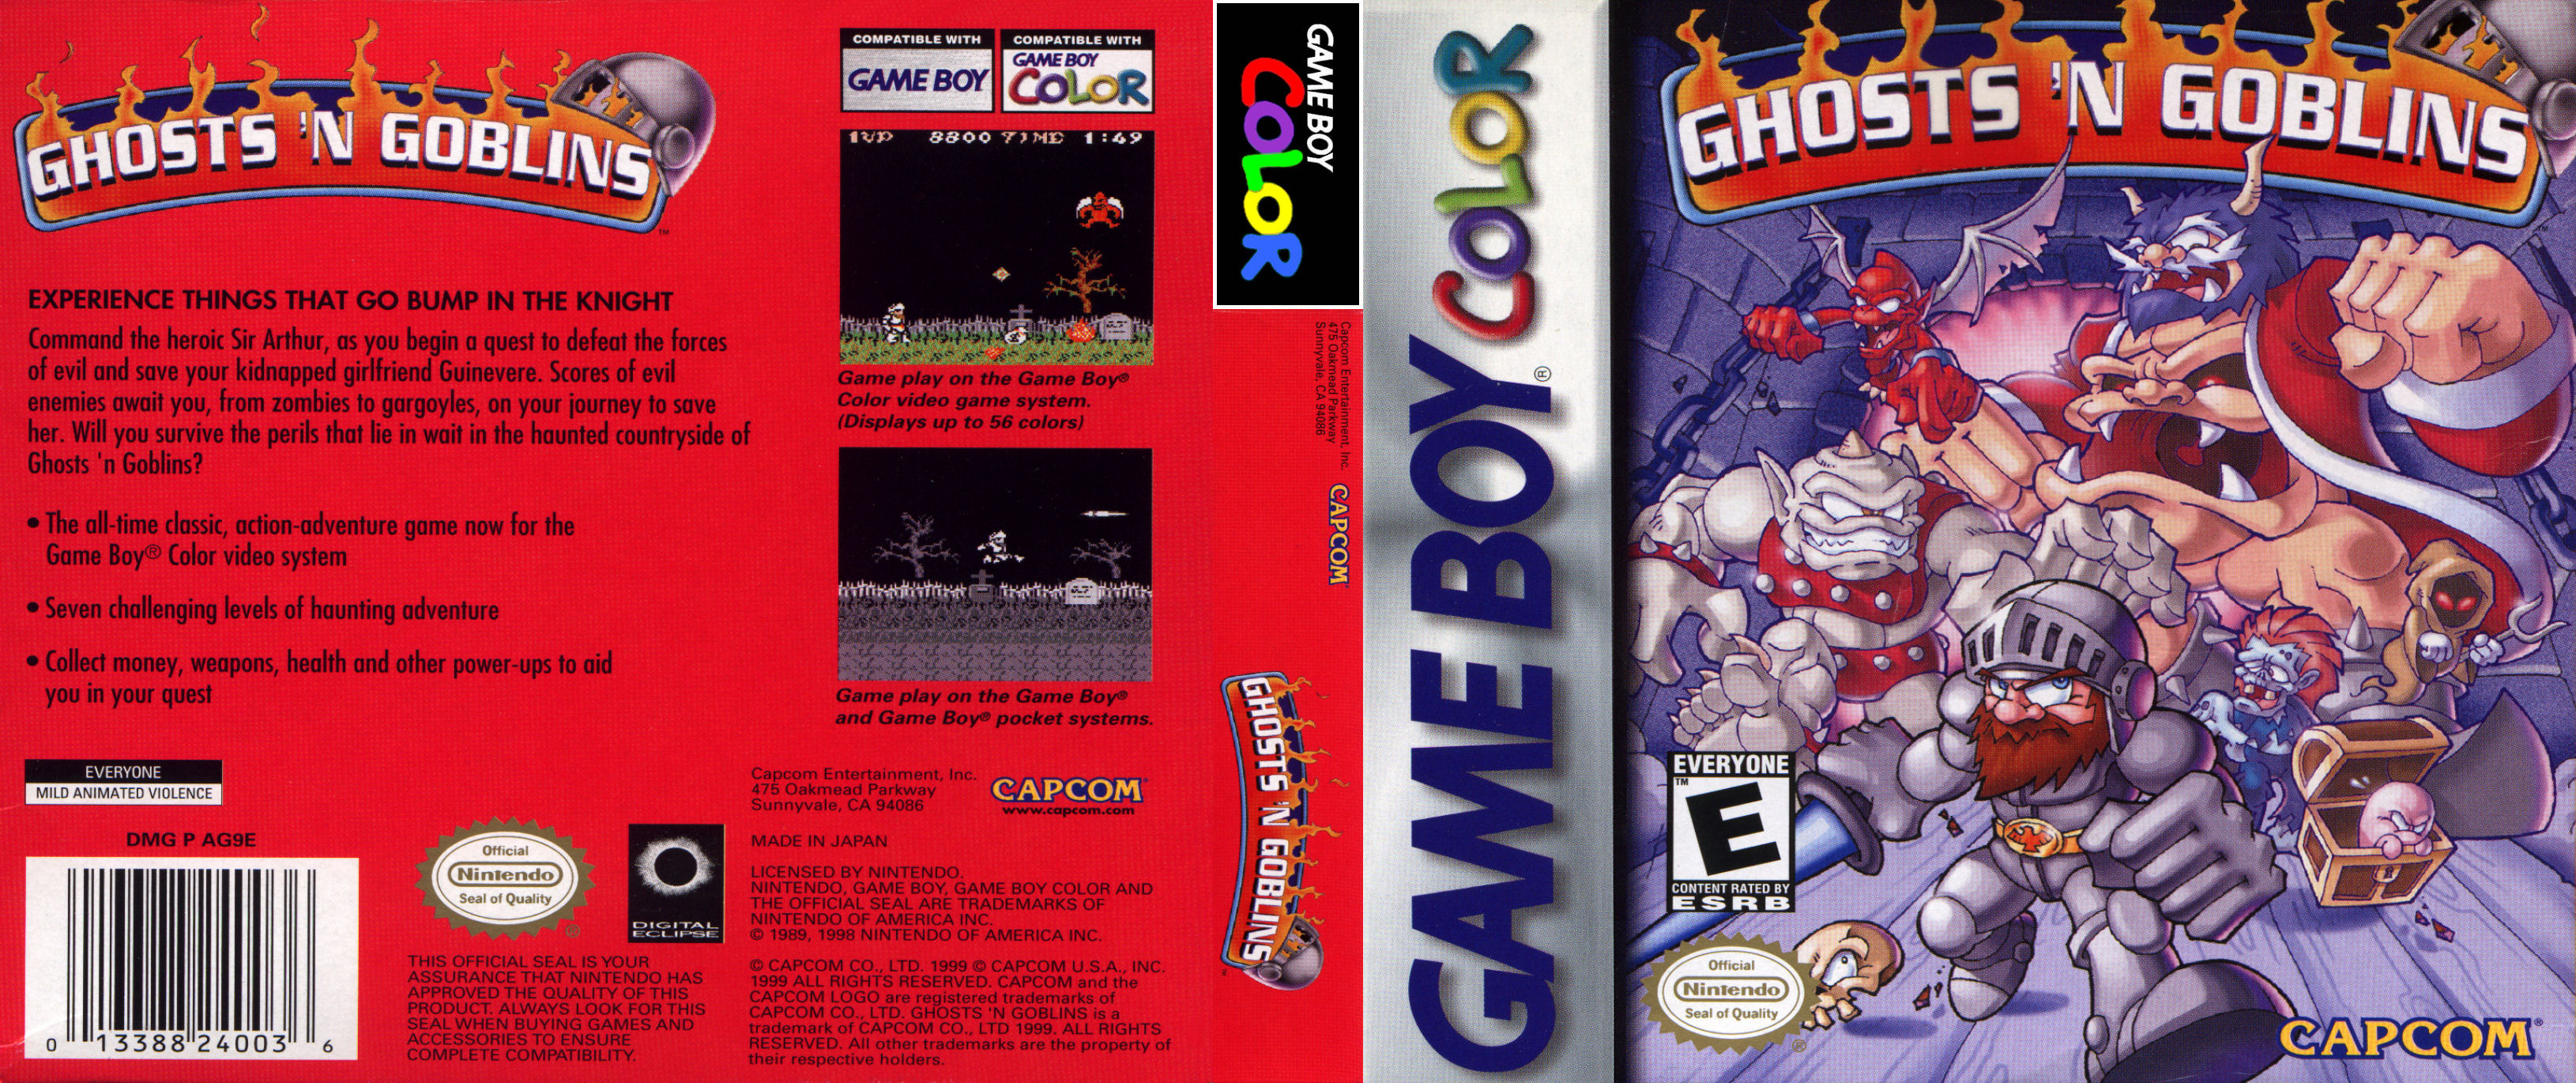 GHOSTS 'N GOBLINS
™
EXPERIENCE THINGS THAT GO BUMP IN THE KNIGHT
Command the heroic Sir Arthur, as you begin a quest to defeat the forces
of evil and save your kidnapped girlfriend Guinevere. Scores of evil
enemies await you, from zombies to gargoyles, on your journey to save
her. Will you survive the perils that lie in wait in the haunted countryside of
Ghosts 'n Goblins?
• The all-time classic, action-adventure game now for the
Game Boy® Color video system
• Seven challenging levels of haunting adventure
• Collect money, weapons, health and other power-ups to aid
you in your quest
EVERYONE
MILD ANIMATED VIOLENCE
DMG P AG9E
0 13388 24003 6
Official
Nintendo
Seal of Quality
®
THIS OFFICIAL SEAL IS YOUR
ASSURANCE THAT NINTENDO HAS
APPROVED THE QUALITY OF THIS
PRODUCT. ALWAYS LOOK FOR THIS
SEAL WHEN BUYING GAMES AND
ACCESSORIES TO ENSURE
COMPLETE COMPATIBILITY.
DIGITAL
ECLIPSE
COMPATIBLE WITH
GAME BOY
COMPATIBLE WITH
GAME BOY
COLOR
1UP 8800 TIME 1:49
Game play on the Game Boy®
Color video game system.
(Displays up to 56 colors)
Game play on the Game Boy®
and Game Boy® pocket systems.
Capcom Entertainment, Inc.
475 Oakmead Parkway
Sunnyvale, CA 94086
CAPCOM®
www.capcom.com
MADE IN JAPAN
LICENSED BY NINTENDO.
NINTENDO, GAME BOY, GAME BOY COLOR AND
THE OFFICIAL SEAL ARE TRADEMARKS OF
NINTENDO OF AMERICA INC.
© 1989, 1998 NINTENDO OF AMERICA INC.
© CAPCOM CO., LTD. 1999 © CAPCOM U.S.A., INC.
1999 ALL RIGHTS RESERVED. CAPCOM and the
CAPCOM LOGO are registered trademarks of
CAPCOM CO., LTD. GHOSTS 'N GOBLINS is a
trademark of CAPCOM CO., LTD 1999. ALL RIGHTS
RESERVED. All other trademarks are the property of
their respective holders.
GAME BOY
COLOR
Capcom Entertainment, Inc.
475 Oakmead Parkway
Sunnyvale, CA 94086
CAPCOM
GHOSTS 'N GOBLINS
GAME BOY COLOR
®
GHOSTS 'N GOBLINS
™
EVERYONE
™
E
CONTENT RATED BY
ESRB
Official
Nintendo
Seal of Quality
®
CAPCOM®